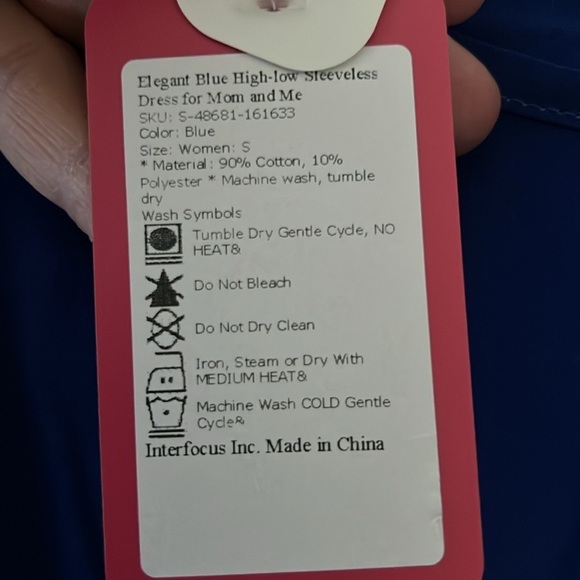 Elegant Blue High-low Sleeveless
Dress for Mom and Me
SKU: S-48681-161633
Color: Blue
Size: Women: S
* Material: 90% Cotton, 10%
Polyester * Machine wash, tumble
dry
Wash Symbols
Tumble Dry Gentle Cycle, NO
HEAT&
Do Not Bleach
Do Not Dry Clean
Iron, Steam or Dry With
MEDIUM HEAT&
Machine Wash COLD Gentle
Cycle&
Interfocus Inc. Made in China